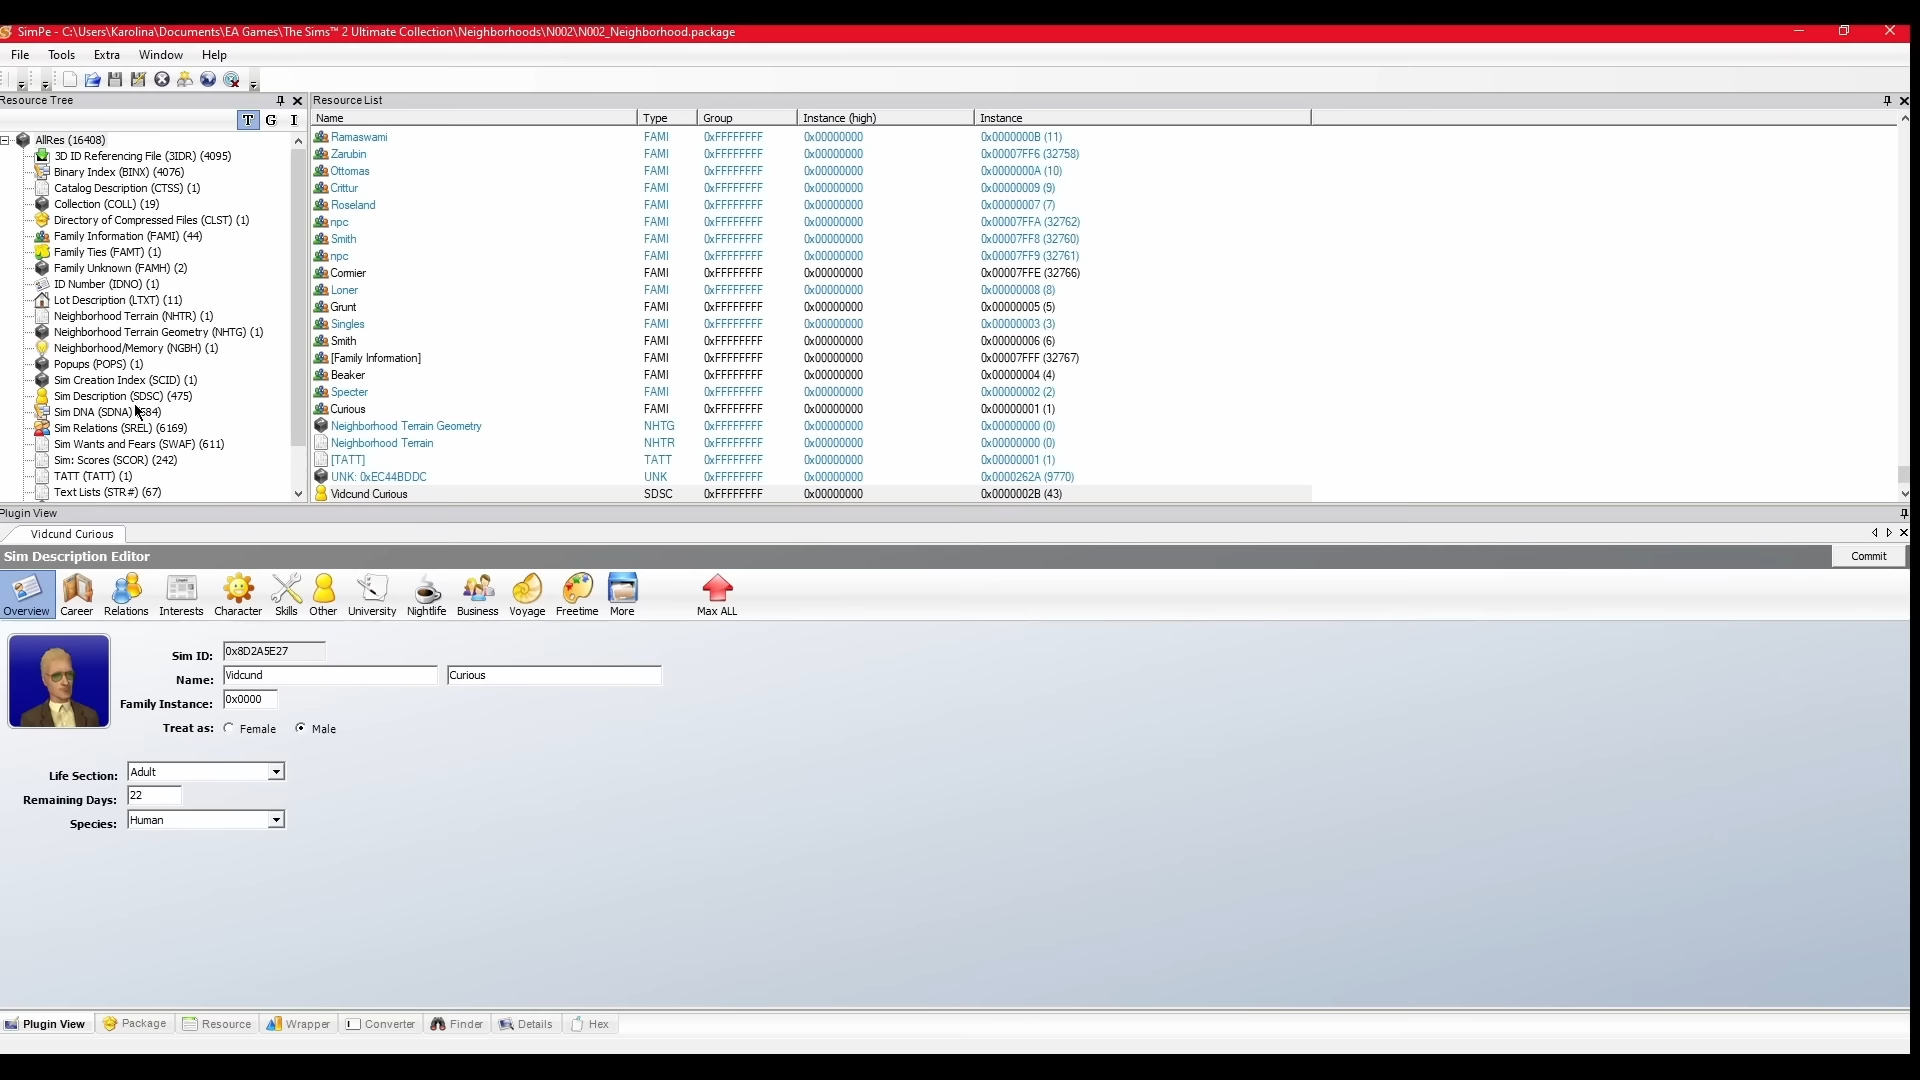 SimPe - C:\Users\Karolina\Documents\EA Games\The Sims™ 2 Ultimate Collection\Neighborhoods\N002\N002_Neighborhood.package
File Tools Extra Window Help
Resource Tree
T G I
AllRes (16408)
3D ID Referencing File (3IDR) (4095)
Binary Index (BINX) (4076)
Catalog Description (CTSS) (1)
Collection (COLL) (19)
Directory of Compressed Files (CLST) (1)
Family Information (FAMI) (44)
Family Ties (FAMT) (1)
Family Unknown (FAMH) (2)
ID Number (IDNO) (1)
Lot Description (LTXT) (11)
Neighborhood Terrain (NHTR) (1)
Neighborhood Terrain Geometry (NHTG) (1)
Neighborhood/Memory (NGBH) (1)
Popups (POPS) (1)
Sim Creation Index (SCID) (1)
Sim Description (SDSC) (475)
Sim DNA (SDNA) 584)
Sim Relations (SREL) (6169)
Sim Wants and Fears (SWAF) (611)
Sim: Scores (SCOR) (242)
TATT (TATT) (1)
Text Lists (STR#) (67)
Resource List
Name Type Group Instance (high) Instance
Ramaswami FAMI 0xFFFFFFFF 0x00000000 0x0000000B (11)
Zarubin FAMI 0xFFFFFFFF 0x00000000 0x00007FF6 (32758)
Ottomas FAMI 0xFFFFFFFF 0x00000000 0x0000000A (10)
Crittur FAMI 0xFFFFFFFF 0x00000000 0x00000009 (9)
Roseland FAMI 0xFFFFFFFF 0x00000000 0x00000007 (7)
npc FAMI 0xFFFFFFFF 0x00000000 0x00007FFA (32762)
Smith FAMI 0xFFFFFFFF 0x00000000 0x00007FF8 (32760)
npc FAMI 0xFFFFFFFF 0x00000000 0x00007FF9 (32761)
Cormier FAMI 0xFFFFFFFF 0x00000000 0x00007FFE (32766)
Loner FAMI 0xFFFFFFFF 0x00000000 0x00000008 (8)
Grunt FAMI 0xFFFFFFFF 0x00000000 0x00000005 (5)
Singles FAMI 0xFFFFFFFF 0x00000000 0x00000003 (3)
Smith FAMI 0xFFFFFFFF 0x00000000 0x00000006 (6)
[Family Information] FAMI 0xFFFFFFFF 0x00000000 0x00007FFF (32767)
Beaker FAMI 0xFFFFFFFF 0x00000000 0x00000004 (4)
Specter FAMI 0xFFFFFFFF 0x00000000 0x00000002 (2)
Curious FAMI 0xFFFFFFFF 0x00000000 0x00000001 (1)
Neighborhood Terrain Geometry NHTG 0xFFFFFFFF 0x00000000 0x00000000 (0)
Neighborhood Terrain NHTR 0xFFFFFFFF 0x00000000 0x00000000 (0)
[TATT] TATT 0xFFFFFFFF 0x00000000 0x00000001 (1)
UNK: 0xEC44BDDC UNK 0xFFFFFFFF 0x00000000 0x0000262A (9770)
Vidcund Curious SDSC 0xFFFFFFFF 0x00000000 0x0000002B (43)
Plugin View
Vidcund Curious
Sim Description Editor Commit
Overview Career Relations Interests Character Skills Other University Nightlife Business Voyage Freetime More Max ALL
Sim ID: 0x8D2A5E27
Name: Vidcund Curious
Family Instance: 0x0000
Treat as: Female Male
Life Section: Adult
Remaining Days: 22
Species: Human
Plugin View Package Resource Wrapper Converter Finder Details Hex